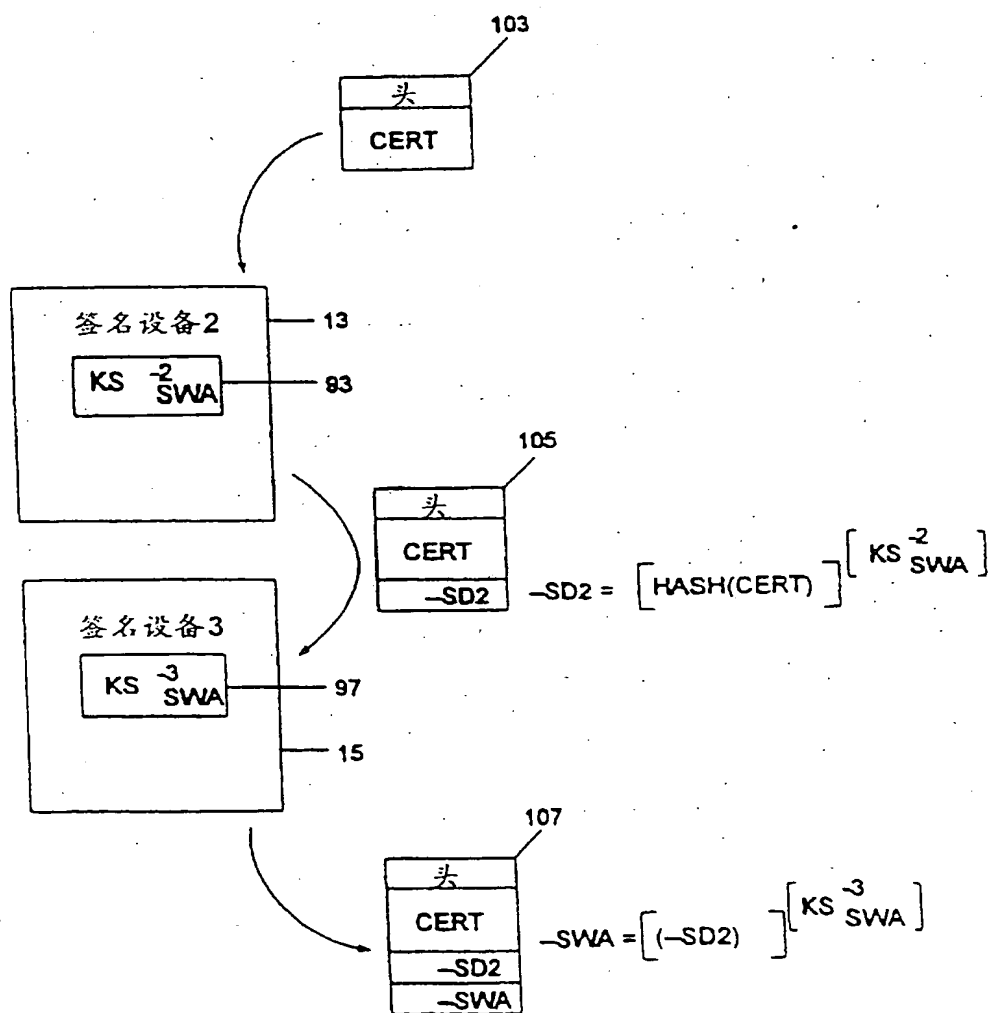 103
头
CERT
签名设备2
13
KS -2 SWA
93
105
头
CERT
—SD2
—SD2 = [HASH(CERT)] [KS -2 SWA]
签名设备3
KS -3 SWA
97
15
107
头
CERT
—SD2
—SWA
—SWA = [(—SD2)] [KS -3 SWA]